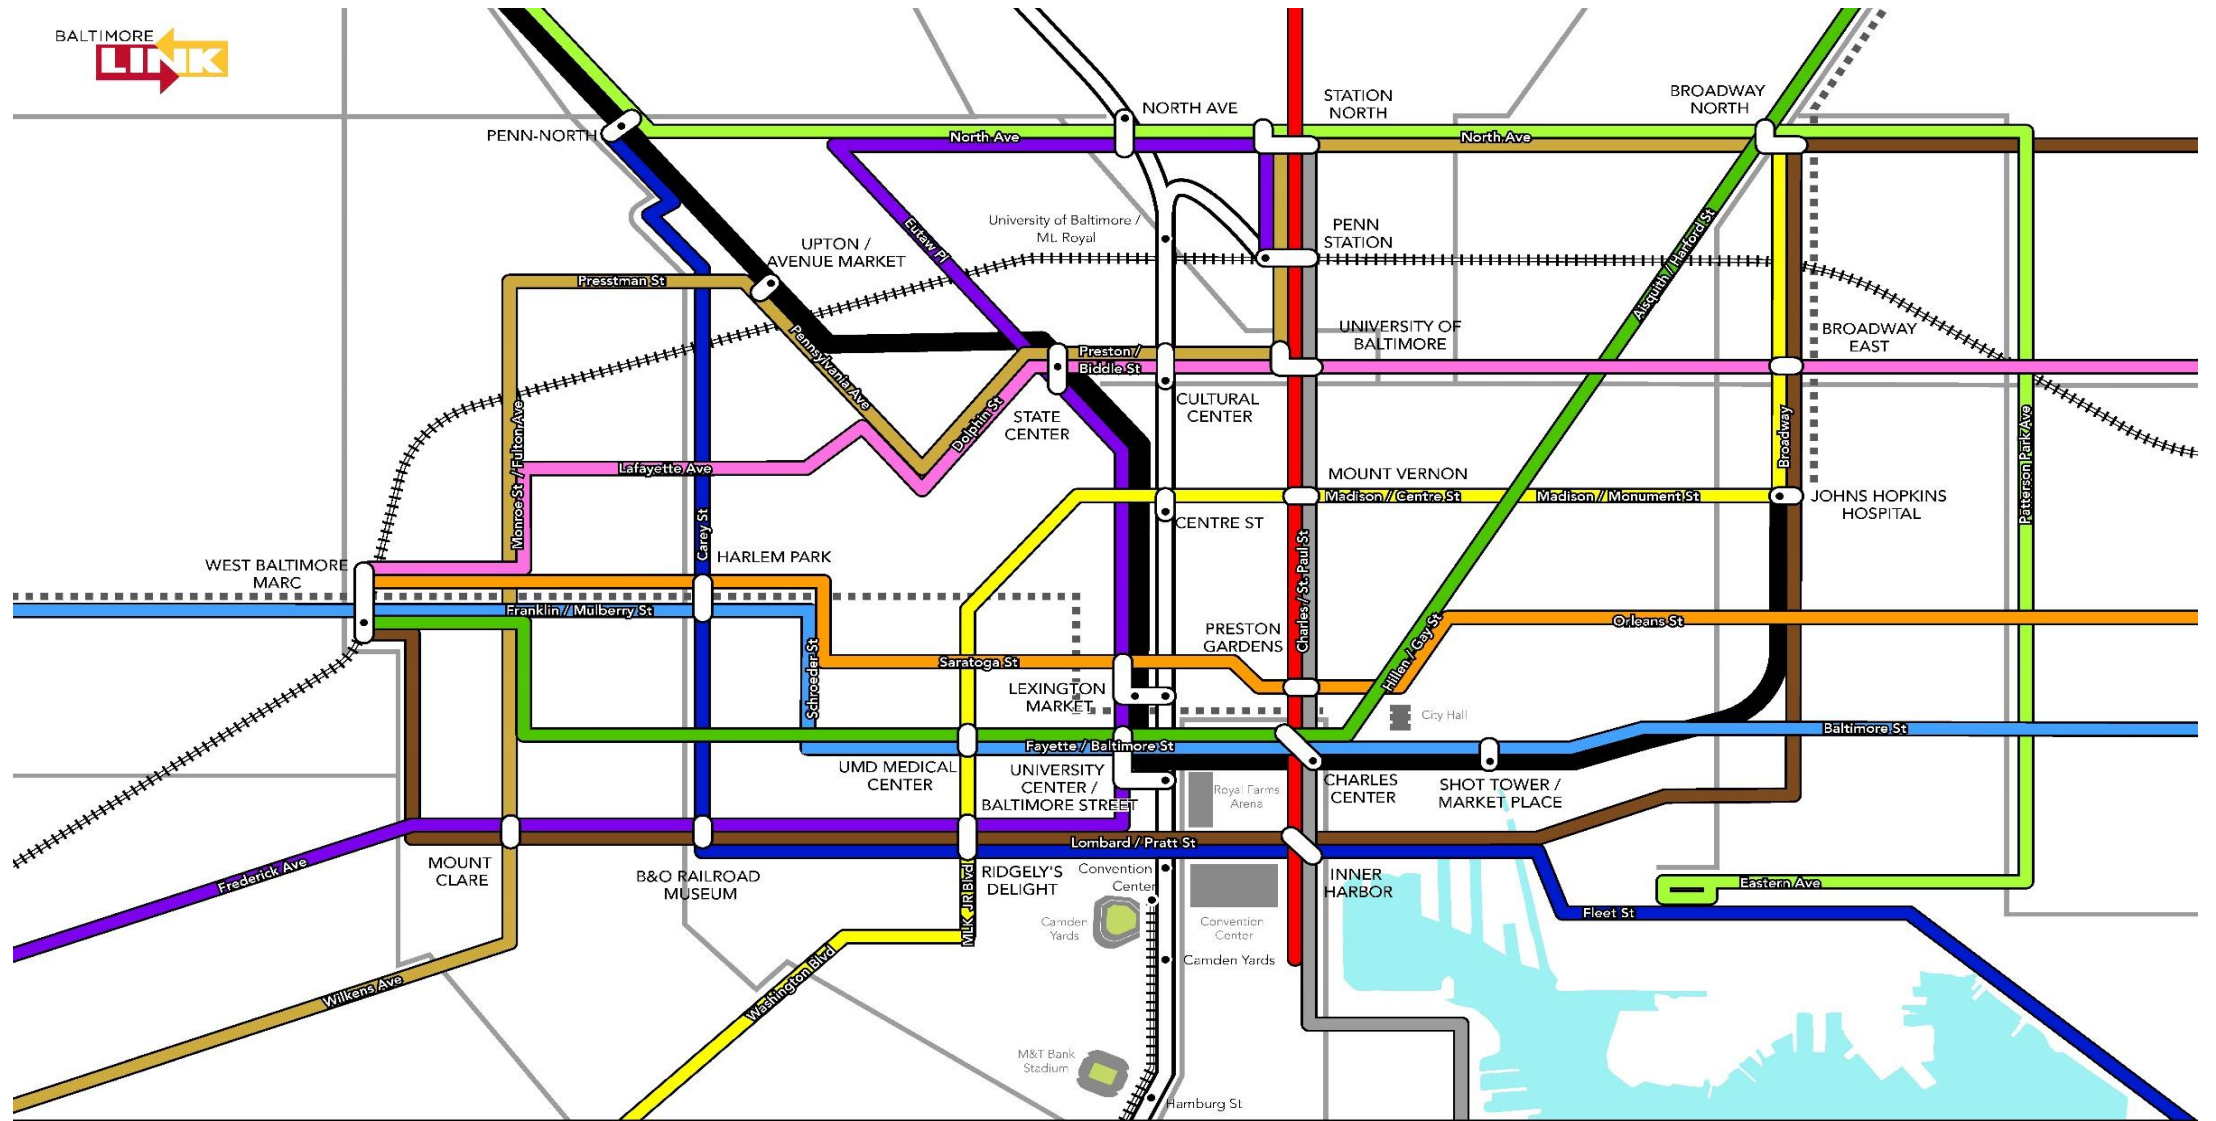 BALTIMORE
LINK
PENN-NORTH
NORTH AVE
STATION
NORTH
BROADWAY
NORTH
North Ave
North Ave
University of Baltimore /
Mt. Royal
PENN
STATION
UPTON /
AVENUE MARKET
Eutaw Pl
Aisquith / Harford St
Presstman St
Pennsylvania Ave
Preston /
Biddle St
UNIVERSITY OF
BALTIMORE
BROADWAY
EAST
Dolphin St
STATE
CENTER
CULTURAL
CENTER
Monroe St / Fulton Ave
Lafayette Ave
Broadway
Patterson Park Ave
MOUNT VERNON
Madison / Centre St
Madison / Monument St
JOHNS HOPKINS
HOSPITAL
CENTRE ST
Carey St
HARLEM PARK
WEST BALTIMORE
MARC
Franklin / Mulberry St
Charles / St. Paul St
Schroeder St
Saratoga St
PRESTON
GARDENS
Hillen / Gay St
Orleans St
LEXINGTON
MARKET
City Hall
Fayette / Baltimore St
Baltimore St
UMD MEDICAL
CENTER
UNIVERSITY
CENTER /
BALTIMORE STREET
Royal Farms
Arena
CHARLES
CENTER
SHOT TOWER /
MARKET PLACE
Lombard / Pratt St
MOUNT
CLARE
B&O RAILROAD
MUSEUM
RIDGELY'S
DELIGHT
Convention
Center
INNER
HARBOR
Frederick Ave
MLK JR Blvd
Eastern Ave
Fleet St
Camden
Yards
Convention
Center
Camden Yards
Wilkens Ave
Washington Blvd
M&T Bank
Stadium
Hamburg St